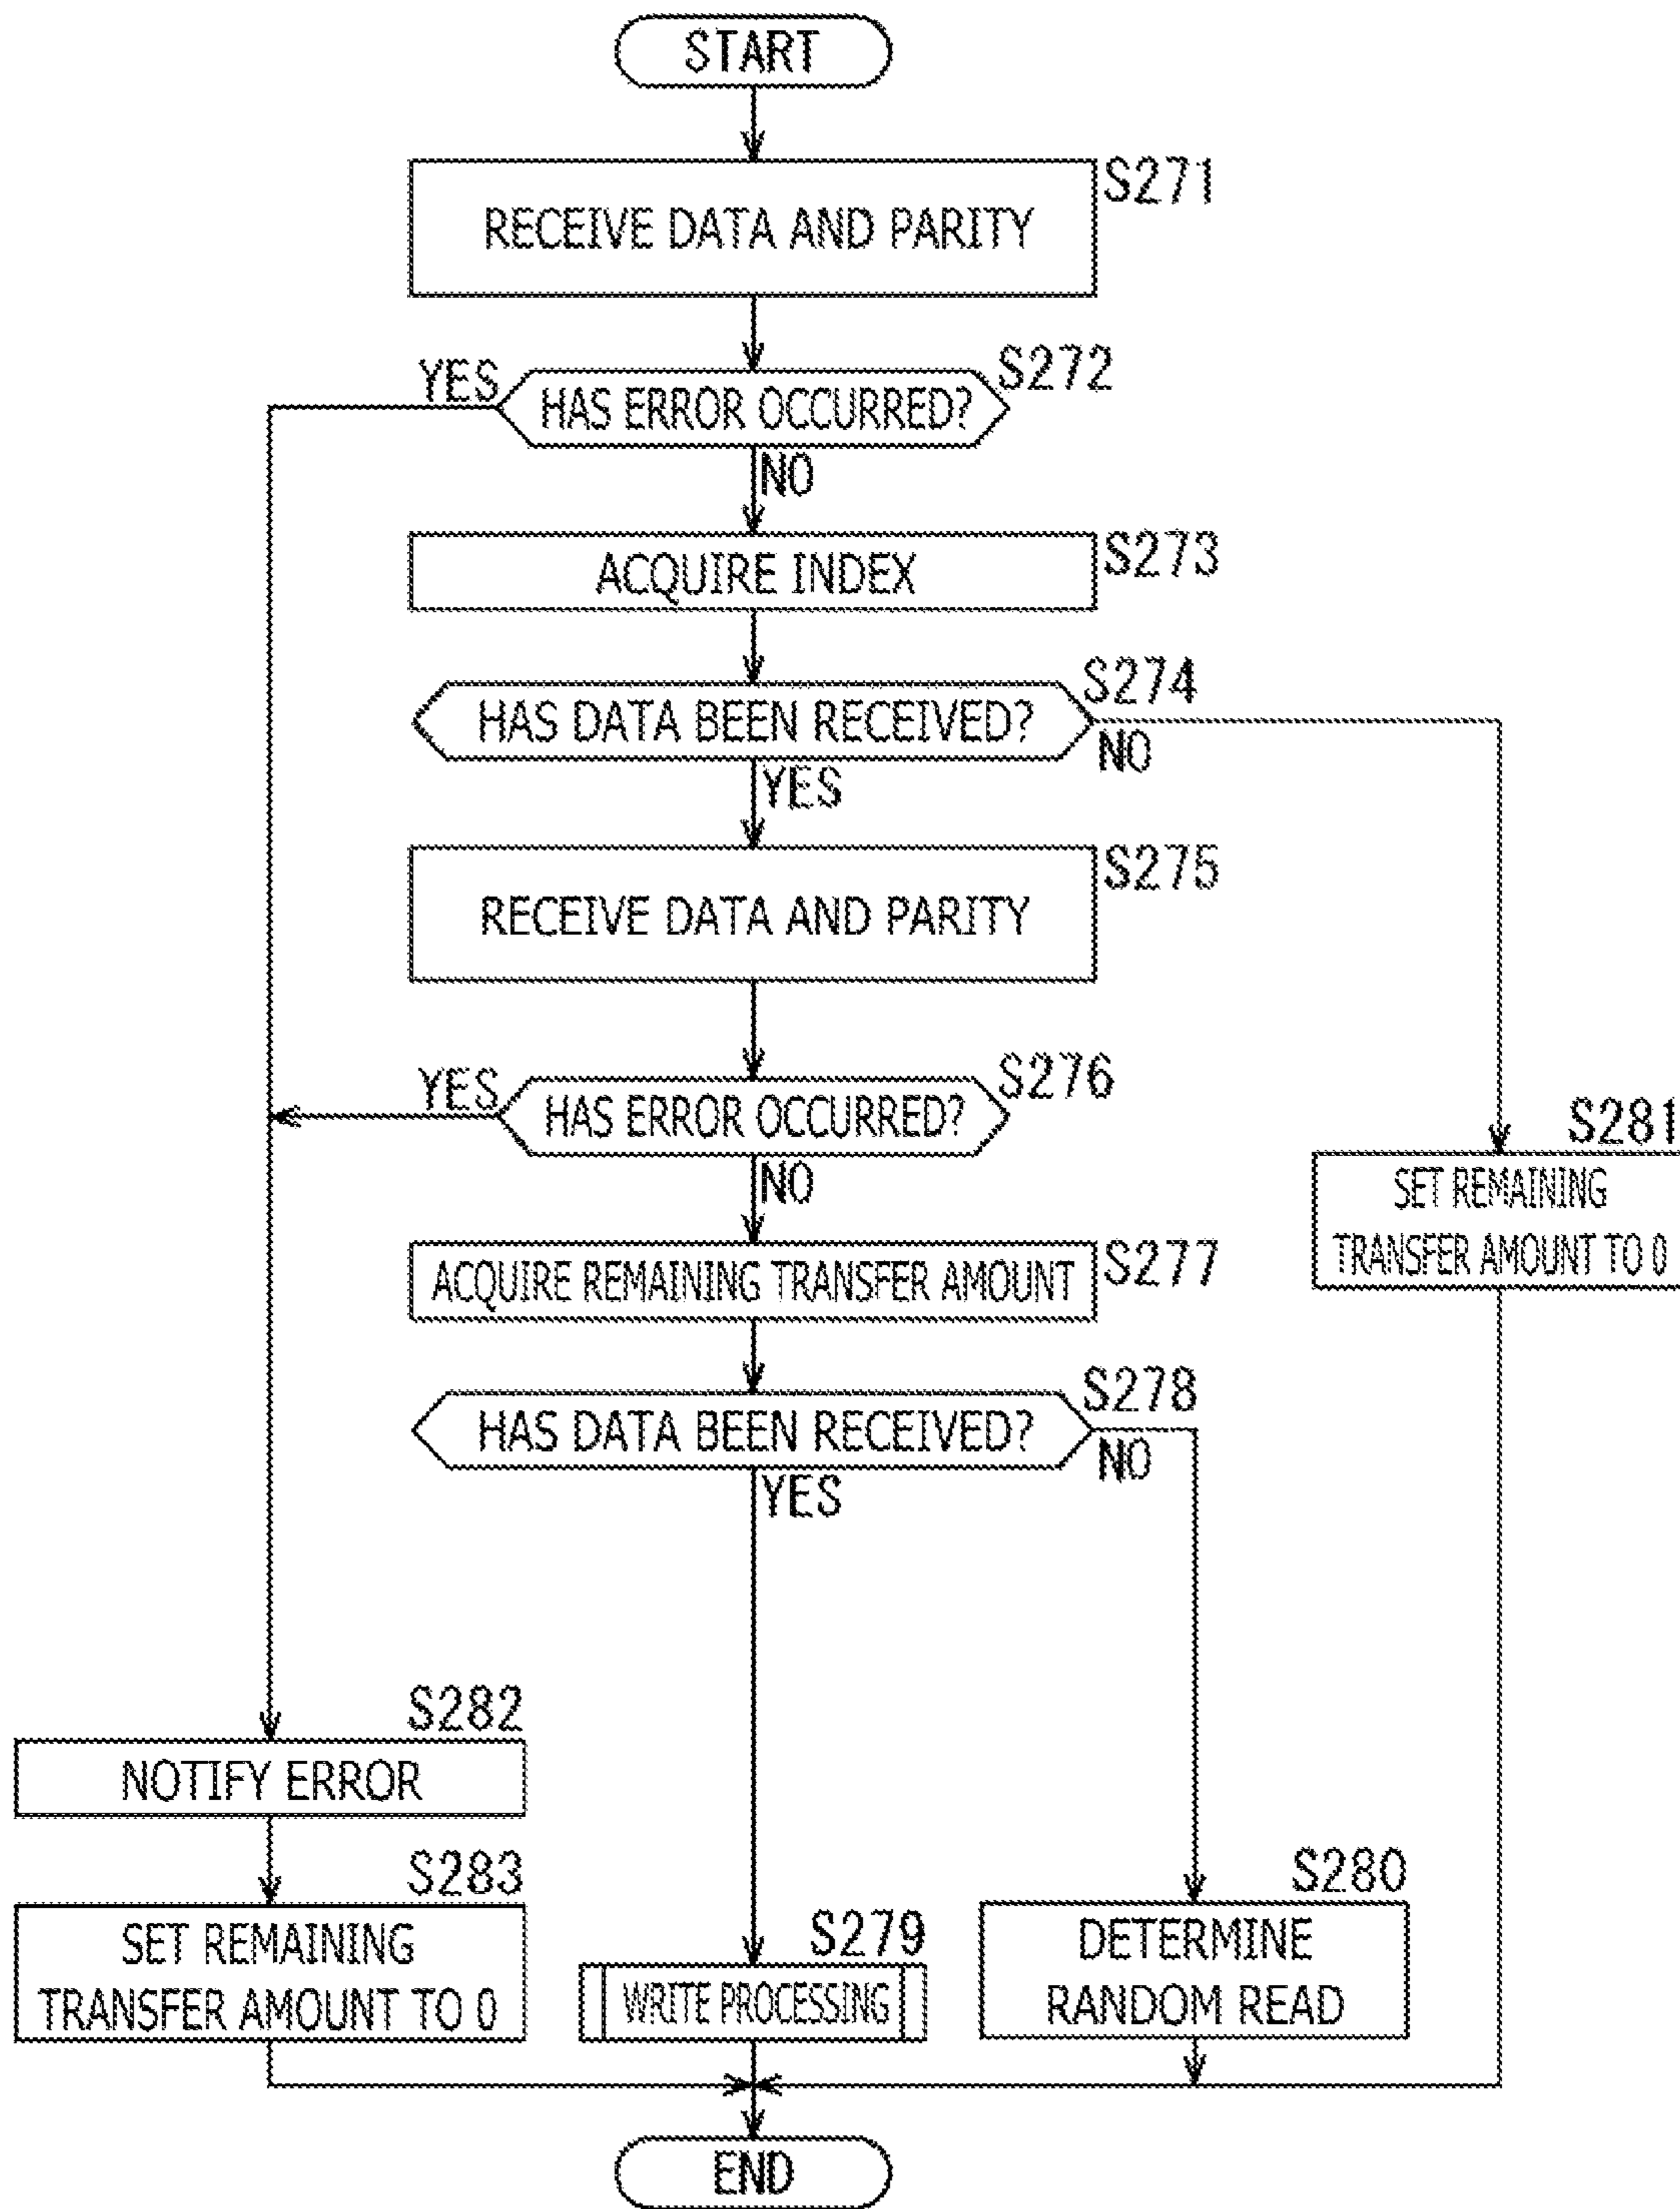 START
S271
RECEIVE DATA AND PARITY
S272
YES
HAS ERROR OCCURRED?
NO
S273
ACQUIRE INDEX
S274
HAS DATA BEEN RECEIVED?
NO
YES
S275
RECEIVE DATA AND PARITY
S276
YES
HAS ERROR OCCURRED?
NO
S281
SET REMAINING
TRANSFER AMOUNT TO 0
S277
ACQUIRE REMAINING TRANSFER AMOUNT
S278
HAS DATA BEEN RECEIVED?
NO
YES
S282
NOTIFY ERROR
S283
SET REMAINING
TRANSFER AMOUNT TO 0
S279
WRITE PROCESSING
S280
DETERMINE
RANDOM READ
END